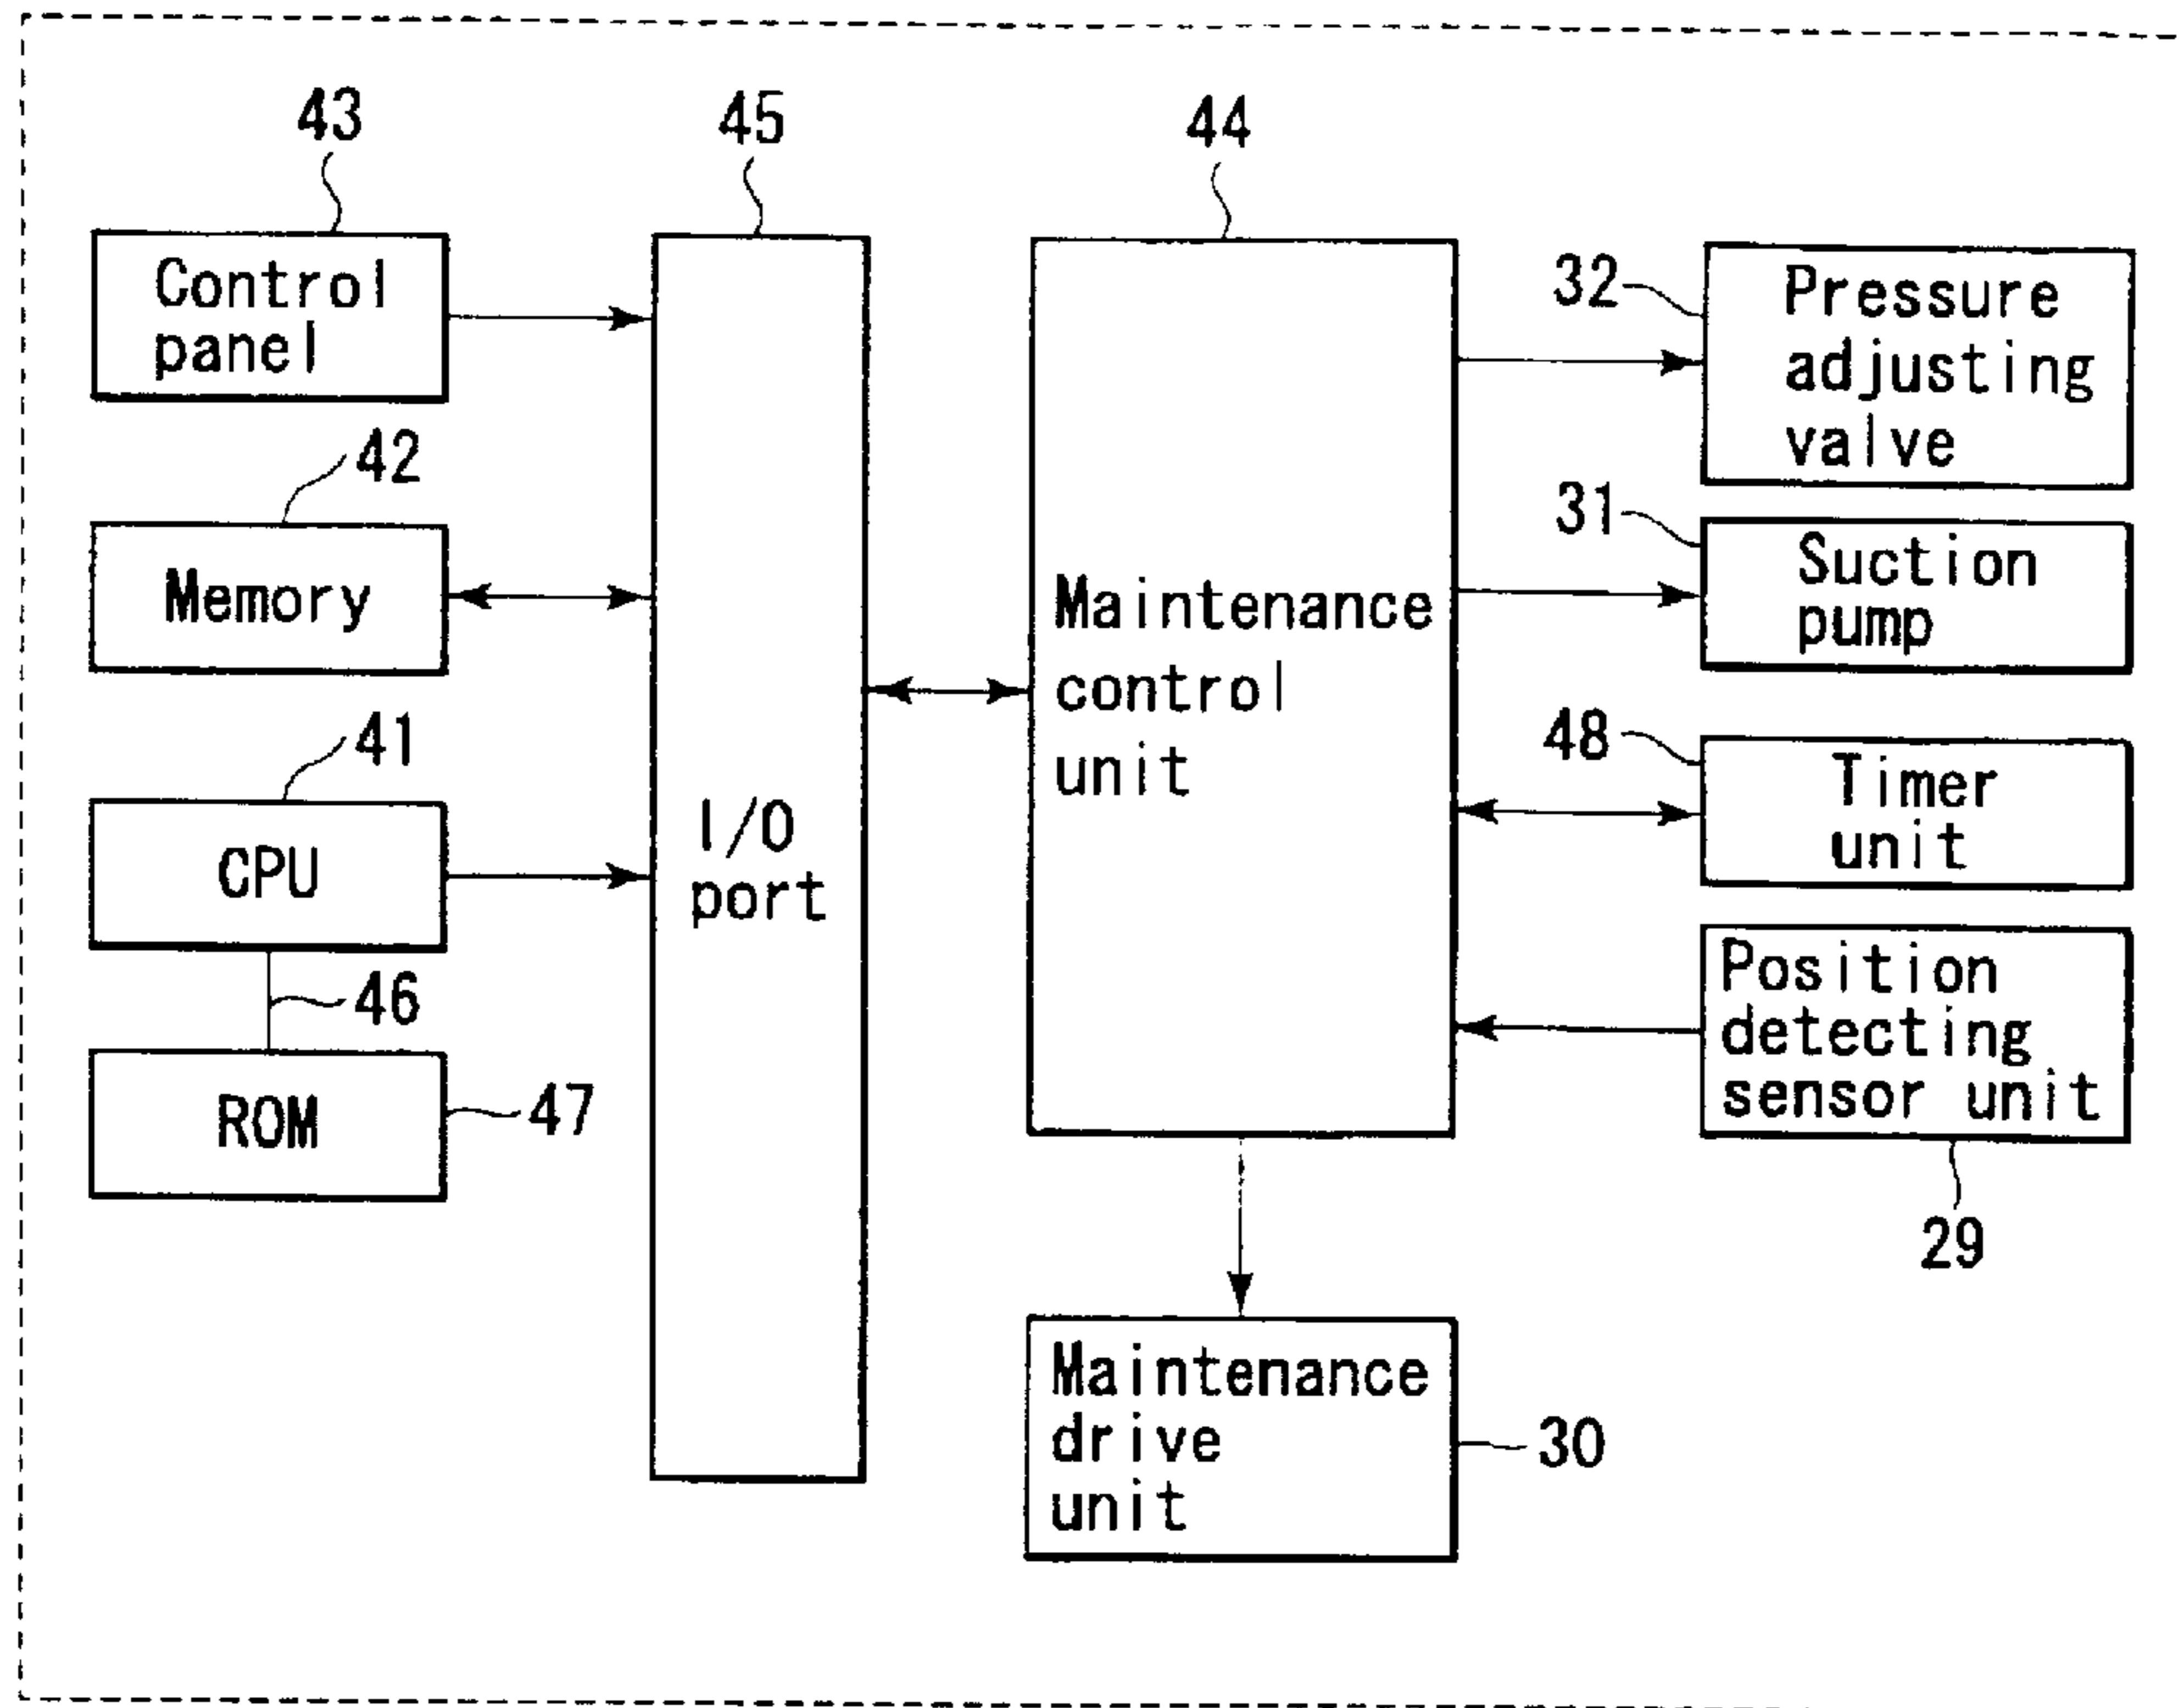 43
45
44
Control
panel
32
Pressure
adjusting
valve
42
Memory
31
Suction
pump
Maintenance
control
unit
41
CPU
48
Timer
unit
I/O
port
46
Position
detecting
sensor unit
ROM
47
29
Maintenance
drive
unit
30